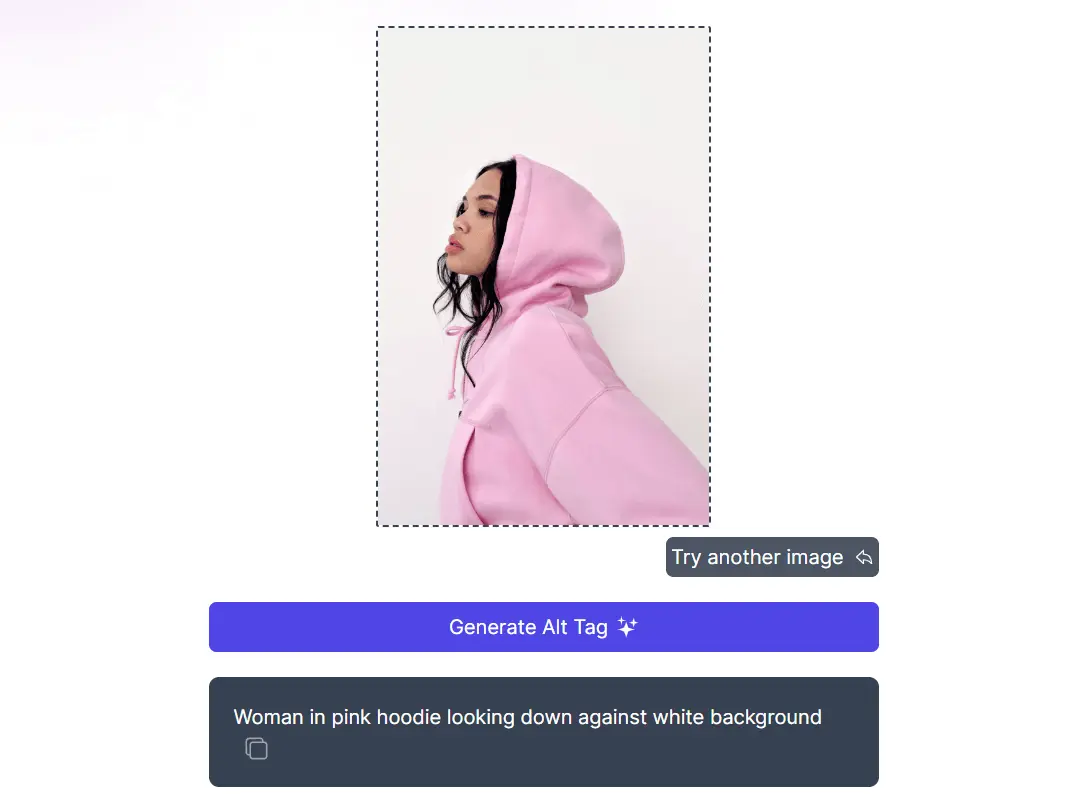 Try another image
Generate Alt Tag
Woman in pink hoodie looking down against white background